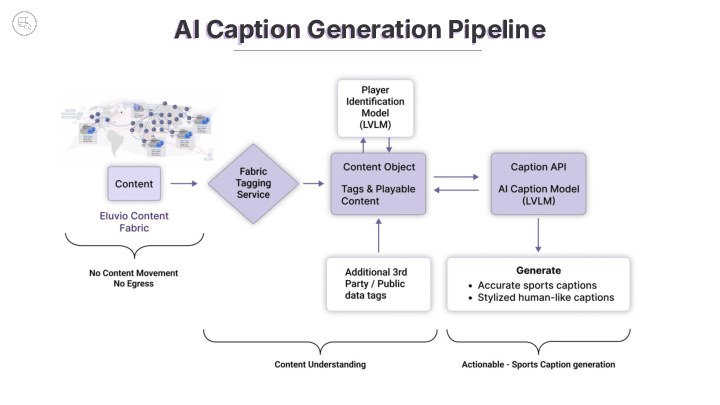 AI Caption Generation Pipeline
Player
Identification
Model
(LVLM)
Content
Eluvio Content
Fabric
Fabric
Tagging
Service
Content Object
Tags & Playable
Content
Caption API
AI Caption Model
(LVLM)
No Content Movement
No Egress
Additional 3rd
Party / Public
data tags
Generate
• Accurate sports captions
• Stylized human-like captions
Content Understanding
Actionable - Sports Caption generation